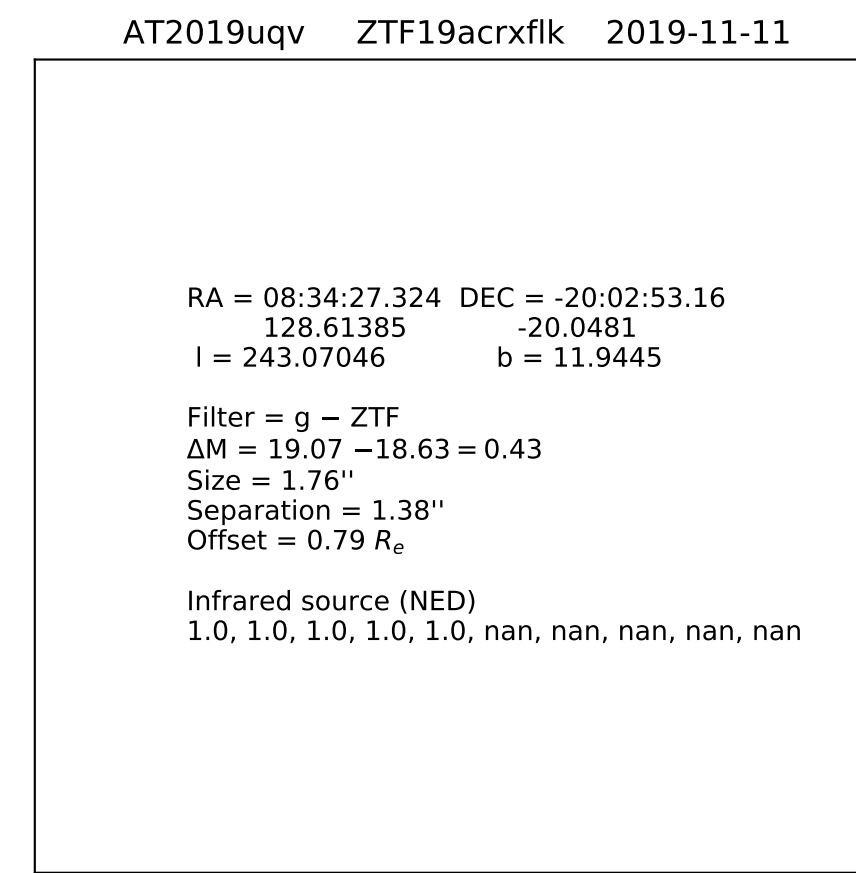 AT2019uqv ZTF19acrxflk 2019-11-11
RA = 08:34:27.324 DEC = -20:02:53.16
128.61385 -20.0481
l = 243.07046 b = 11.9445
Filter = g − ZTF
ΔM = 19.07 −18.63 = 0.43
Size = 1.76''
Separation = 1.38''
Offset = 0.79 Re
Infrared source (NED)
1.0, 1.0, 1.0, 1.0, 1.0, nan, nan, nan, nan, nan